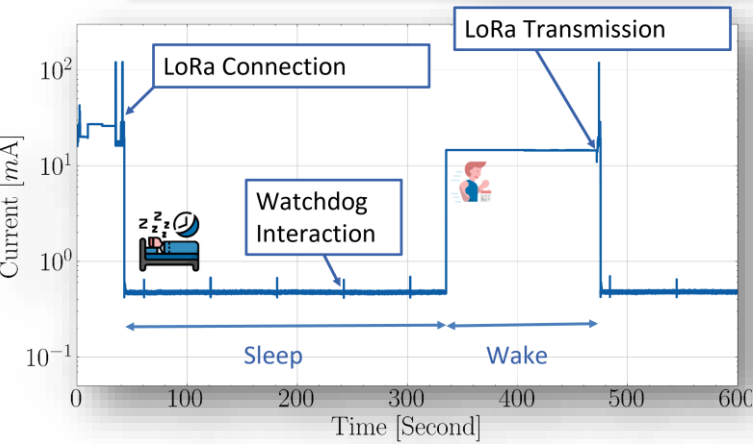 LoRa Transmission
LoRa Connection
Watchdog
Interaction
z z z z
Sleep
Wake
Current [mA]
10²
10¹
10⁰
10⁻¹
0 100 200 300 400 500 600
Time [Second]